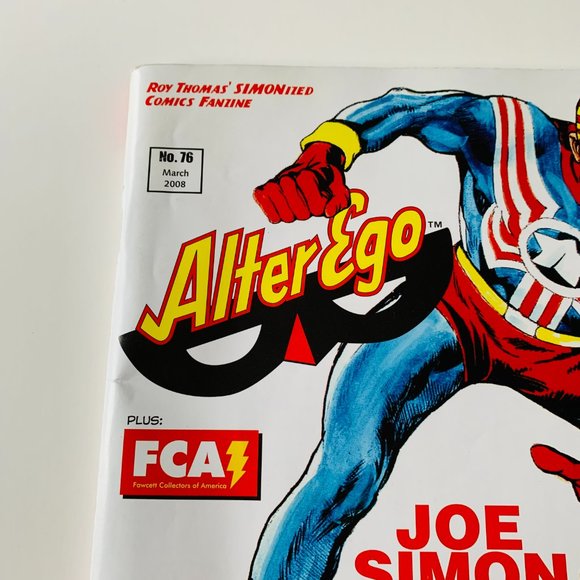 ROY THOMAS' SIMONIZED
COMICS FANZINE
No. 76
March
2008
Alter Ego™
PLUS:
FCA
Fawcett Collectors of America
JOE
SIMON